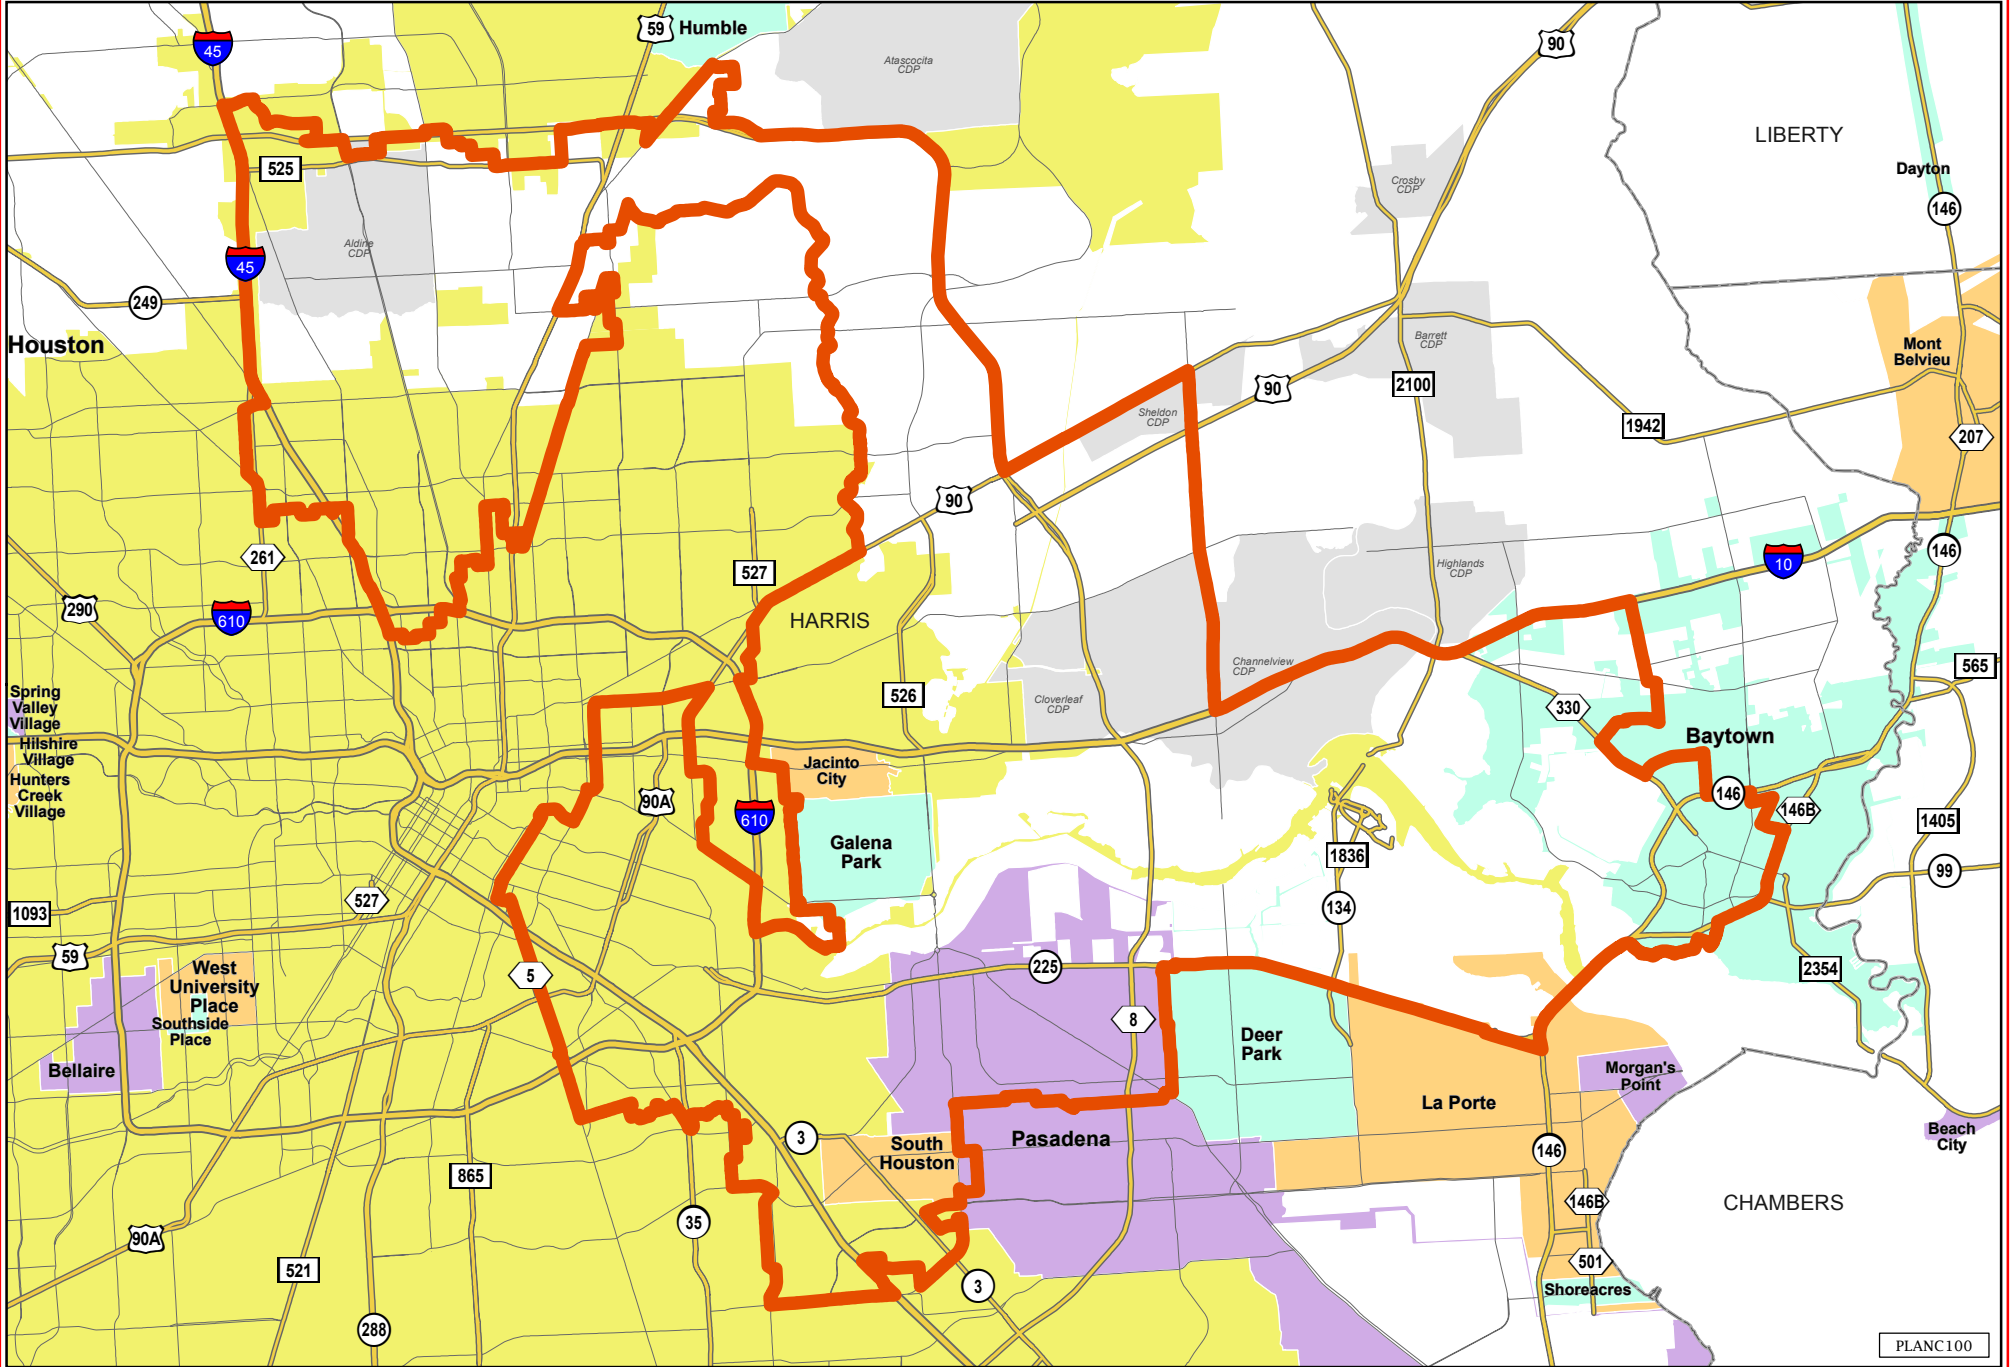 59
Humble
45
Atascocita
CDP
90
LIBERTY
Dayton
146
525
Crosby
CDP
Aldine
CDP
45
249
Houston
Barrett
CDP
Mont
Belvieu
2100
90
Sheldon
CDP
1942
207
90
261
527
Highlands
CDP
10
146
290
610
HARRIS
Channelview
CDP
565
Spring
Valley
Village
526
Cloverleaf
CDP
330
Baytown
Hilshire
Village
Hunters
Creek
Village
Jacinto
City
90A
610
146
146B
1405
Galena
Park
1836
99
527
1093
134
59
West
University
Place
Southside
Place
5
225
2354
8
Deer
Park
Bellaire
Morgan's
Point
La Porte
3
South
Houston
Pasadena
Beach
City
865
146
146B
CHAMBERS
35
90A
521
501
3
Shoreacres
288
PLANC100